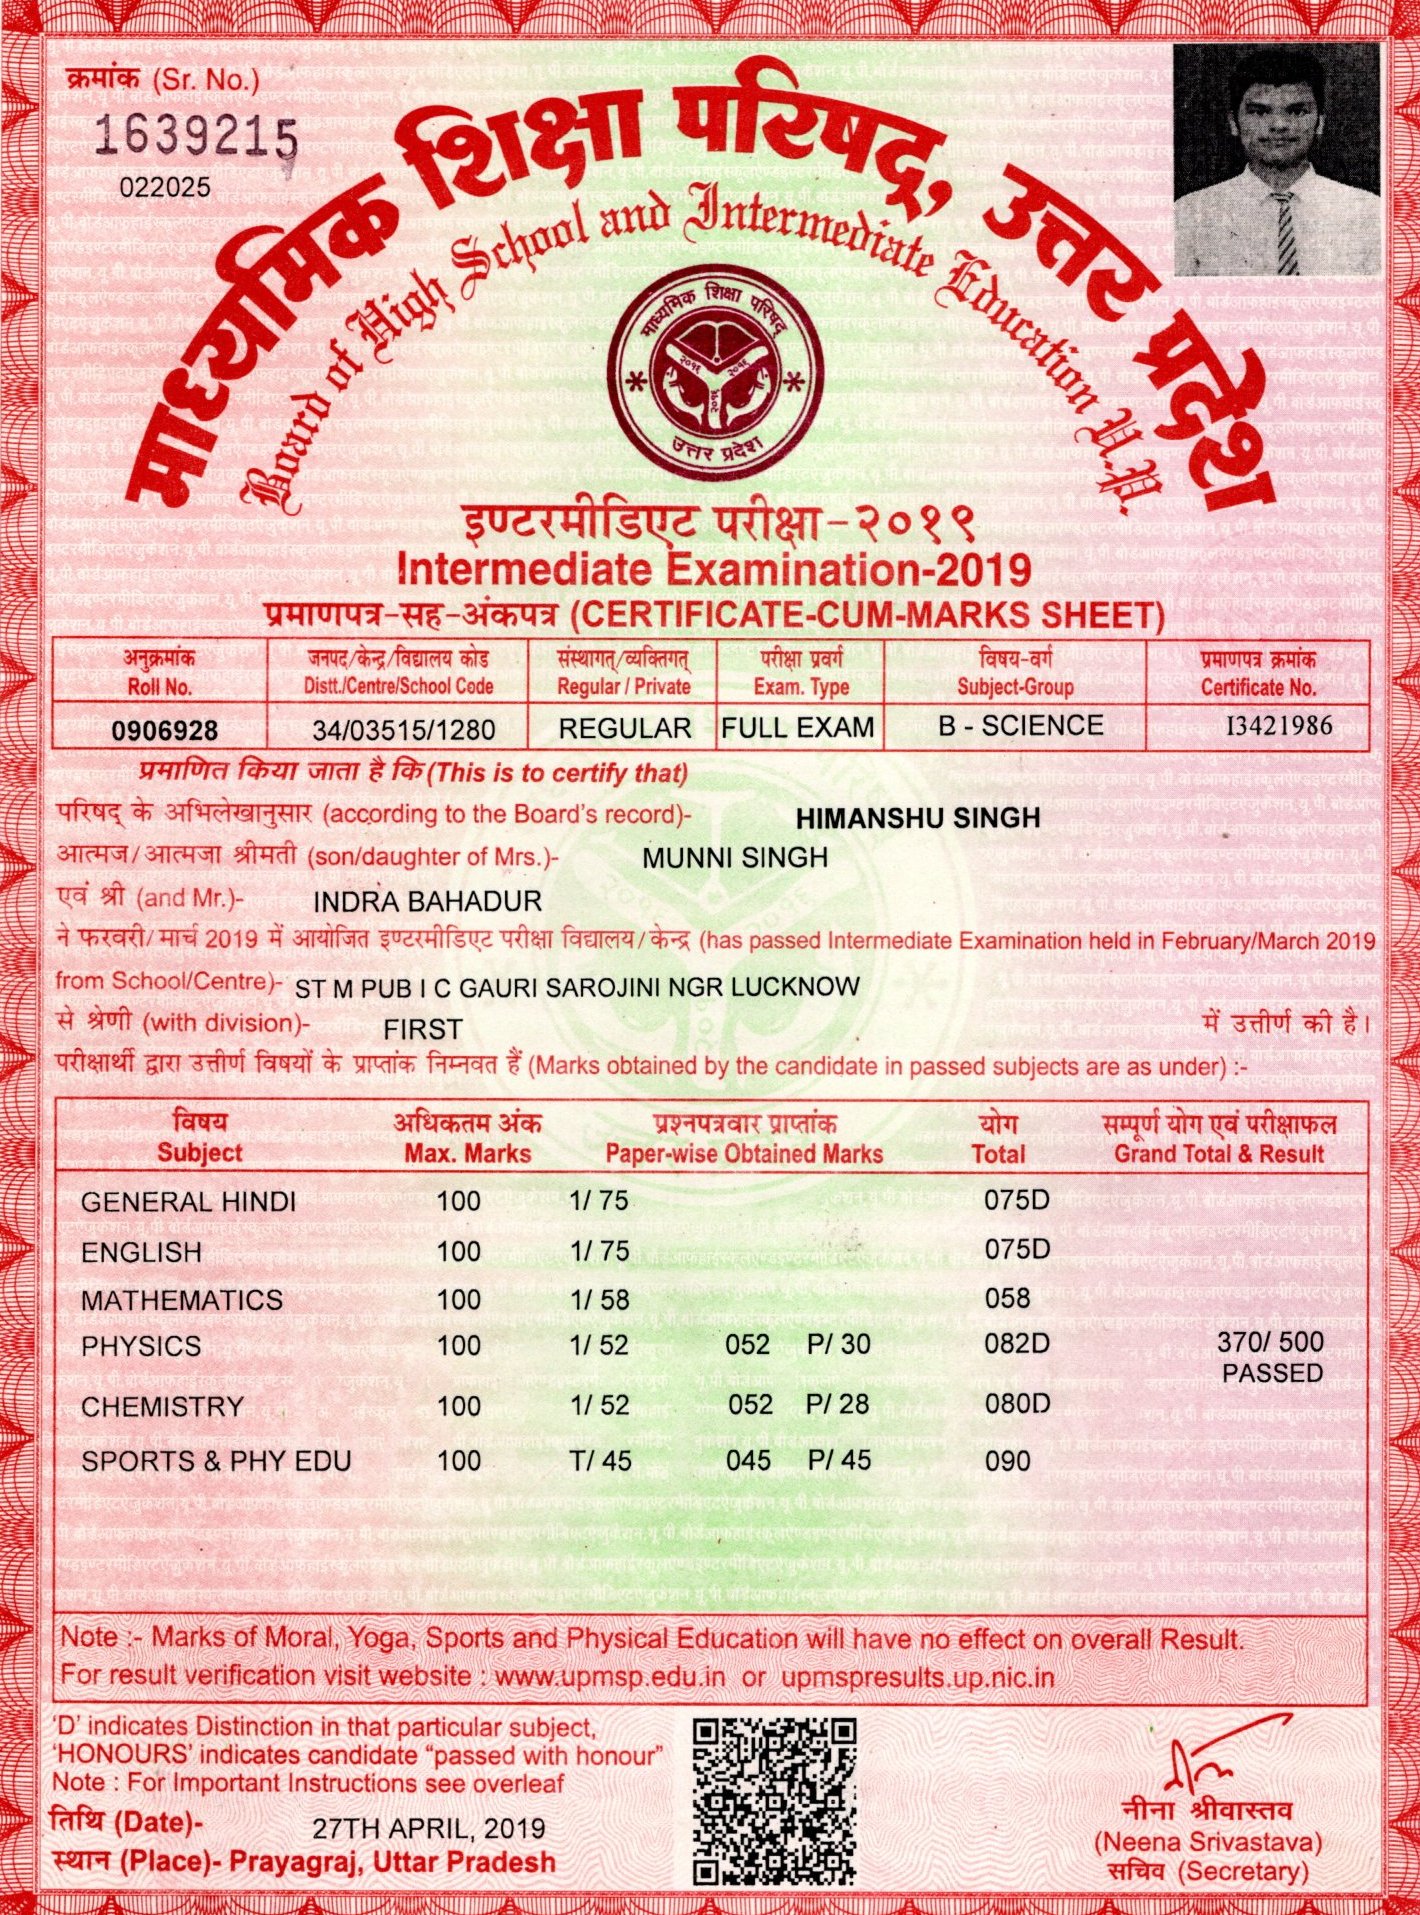 क्रमांक (Sr. No.)
1639215
022025
माध्यमिक शिक्षा परिषद्, उत्तर प्रदेश
Board of High School and Intermediate Education U.P.
माध्यमिक शिक्षा परिषद्
२०१६ २०१६
२०१६
उत्तर प्रदेश
इण्टरमीडिएट परीक्षा-२०१९
Intermediate Examination-2019
प्रमाणपत्र-सह-अंकपत्र (CERTIFICATE-CUM-MARKS SHEET)
अनुक्रमांक जनपद/केन्द्र/विद्यालय कोड संस्थागत्/व्यक्तिगत् परीक्षा प्रवर्ग विषय-वर्ग प्रमाणपत्र क्रमांक
Roll No. Distt./Centre/School Code Regular / Private Exam. Type Subject-Group Certificate No.
0906928 34/03515/1280 REGULAR FULL EXAM B - SCIENCE I3421986
प्रमाणित किया जाता है कि (This is to certify that)
परिषद् के अभिलेखानुसार (according to the Board's record)- HIMANSHU SINGH
आत्मज/आत्मजा श्रीमती (son/daughter of Mrs.)- MUNNI SINGH
एवं श्री (and Mr.)- INDRA BAHADUR
ने फरवरी/मार्च 2019 में आयोजित इण्टरमीडिएट परीक्षा विद्यालय/केन्द्र (has passed Intermediate Examination held in February/March 2019
from School/Centre)- ST M PUB I C GAURI SAROJINI NGR LUCKNOW
से श्रेणी (with division)- FIRST में उत्तीर्ण की है।
परीक्षार्थी द्वारा उत्तीर्ण विषयों के प्राप्तांक निम्नवत हैं (Marks obtained by the candidate in passed subjects are as under) :-
विषय अधिकतम अंक प्रश्नपत्रवार प्राप्तांक योग सम्पूर्ण योग एवं परीक्षाफल
Subject Max. Marks Paper-wise Obtained Marks Total Grand Total & Result
GENERAL HINDI 100 1/ 75 075D
ENGLISH 100 1/ 75 075D
MATHEMATICS 100 1/ 58 058
PHYSICS 100 1/ 52 052 P/ 30 082D 370/ 500
PASSED
CHEMISTRY 100 1/ 52 052 P/ 28 080D
SPORTS & PHY EDU 100 T/ 45 045 P/ 45 090
Note :- Marks of Moral, Yoga, Sports and Physical Education will have no effect on overall Result.
For result verification visit website : www.upmsp.edu.in or upmspresults.up.nic.in
'D' indicates Distinction in that particular subject,
'HONOURS' indicates candidate "passed with honour"
Note : For Important Instructions see overleaf
तिथि (Date)- 27TH APRIL, 2019
स्थान (Place)- Prayagraj, Uttar Pradesh
नीना श्रीवास्तव
(Neena Srivastava)
सचिव (Secretary)